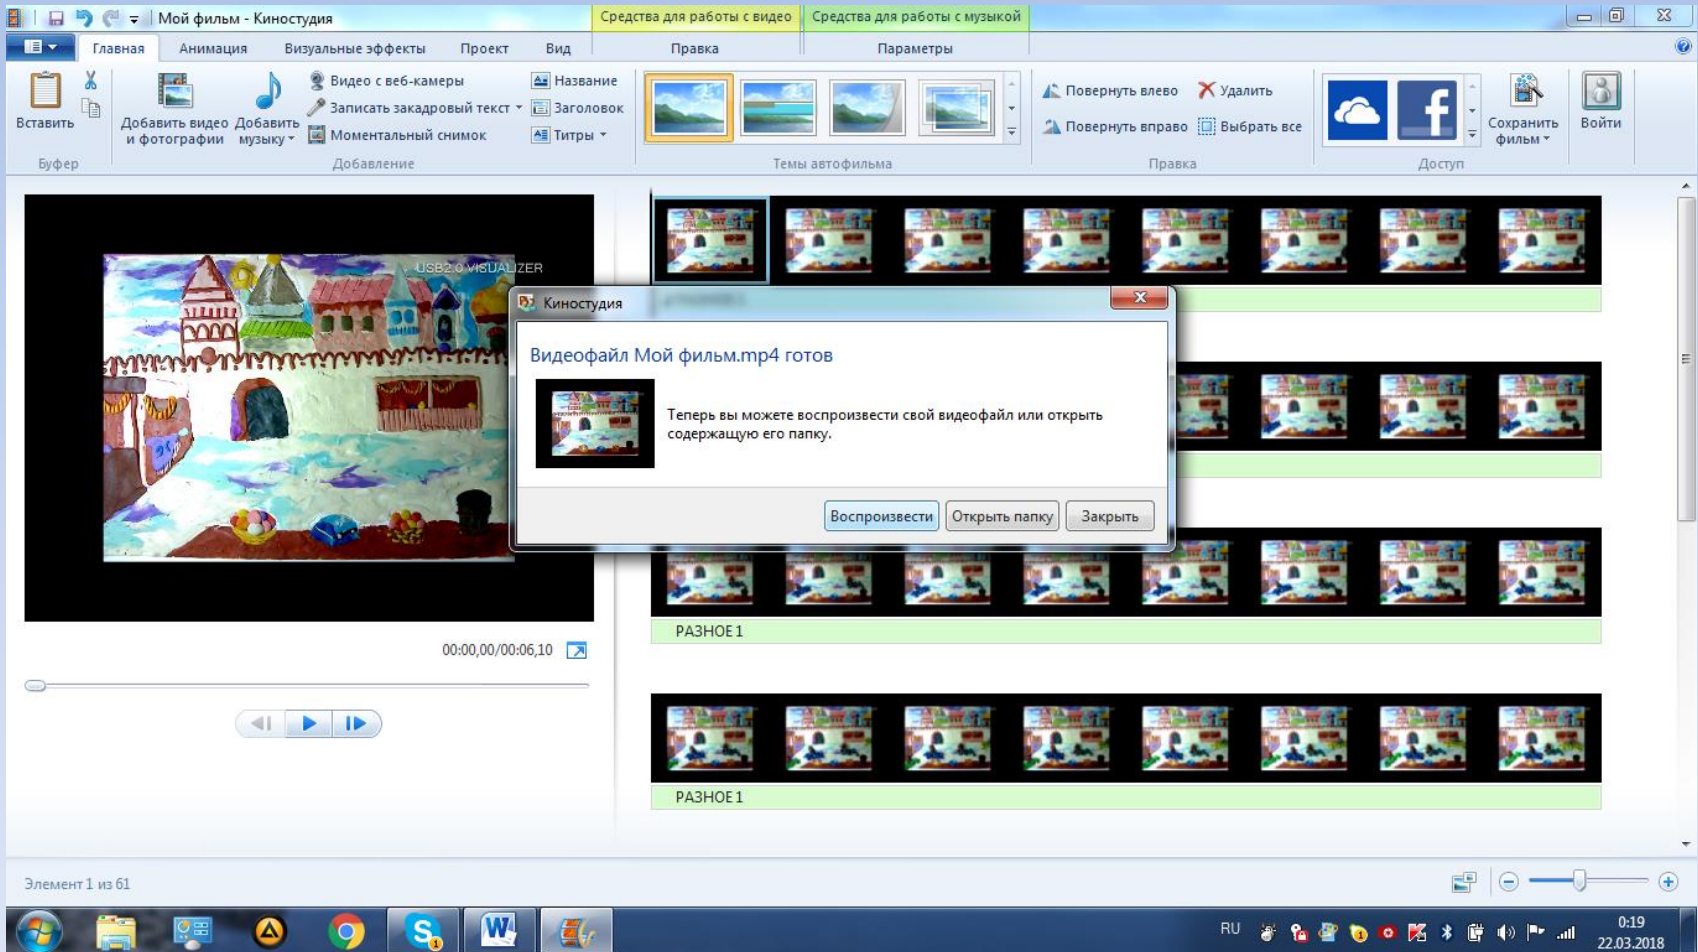 Мой фильм - Киностудия
Средства для работы с видео
Средства для работы с музыкой
Главная
Анимация
Визуальные эффекты
Проект
Вид
Правка
Параметры
Вставить
Буфер
Добавить видео
и фотографии
Добавить
музыку
Видео с веб-камеры
Записать закадровый текст
Моментальный снимок
Название
Заголовок
Титры
Добавление
Темы автофильма
Повернуть влево
Повернуть вправо
Удалить
Выбрать все
Правка
Доступ
Сохранить
фильм
Войти
USB2.0 VISUALIZER
Киностудия
Видеофайл Мой фильм.mp4 готов
Теперь вы можете воспроизвести свой видеофайл или открыть
содержащую его папку.
Воспроизвести
Открыть папку
Закрыть
РАЗНОЕ 1
00:00,00/00:06,10
РАЗНОЕ 1
Элемент 1 из 61
RU
0:19
22.03.2018